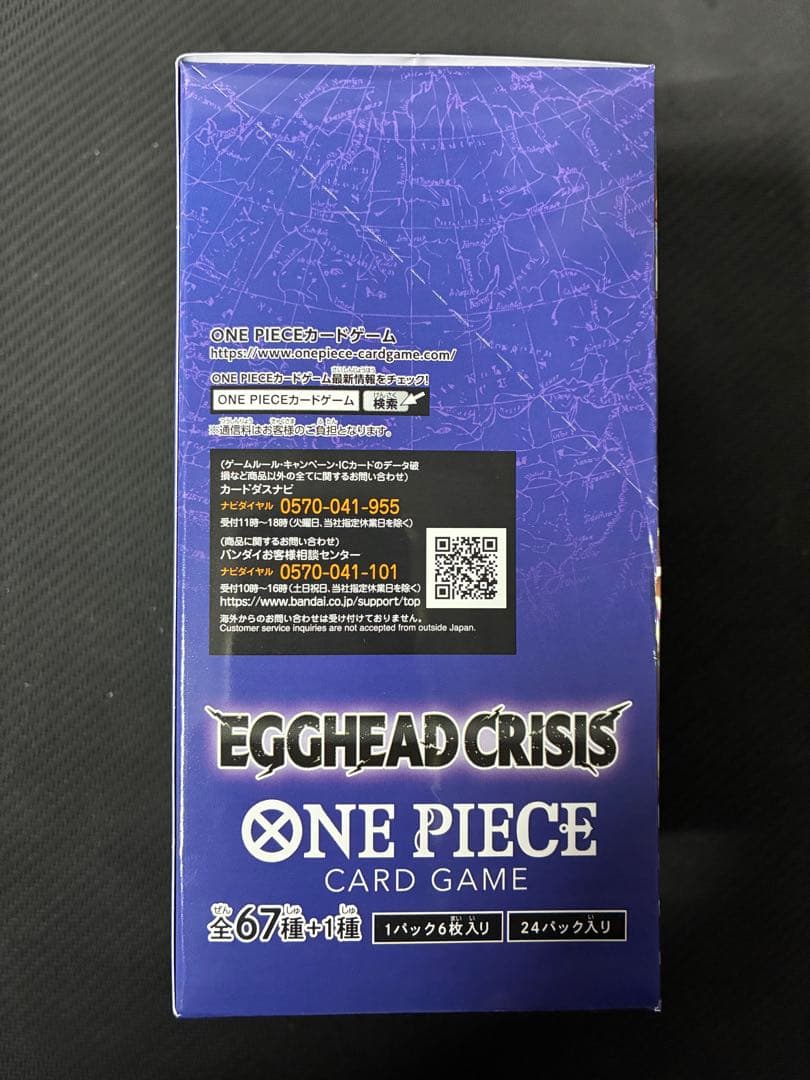 ONE PIECEカードゲーム
https://www.onepiece-cardgame.com/
ONE PIECEカードゲーム最新情報をチェック!
ONE PIECEカードゲーム 検索
※通信料はお客様のご負担となります。
(ゲームルール・キャンペーン・ICカードのデータ破
損など商品以外の全てに関するお問い合わせ)
カードダスナビ
ナビダイヤル 0570-041-955
受付11時～18時(火曜日、当社指定休業日を除く)
(商品に関するお問い合わせ)
バンダイお客様相談センター
ナビダイヤル 0570-041-101
受付10時～16時(土日祝日、当社指定休業日を除く)
https://www.bandai.co.jp/support/top
海外からのお問い合わせは受け付けておりません。
Customer service inquiries are not accepted from outside Japan.
EGGHEAD CRISIS
ONE PIECE
CARD GAME
全67種+1種 1パック6枚入り 24パック入り